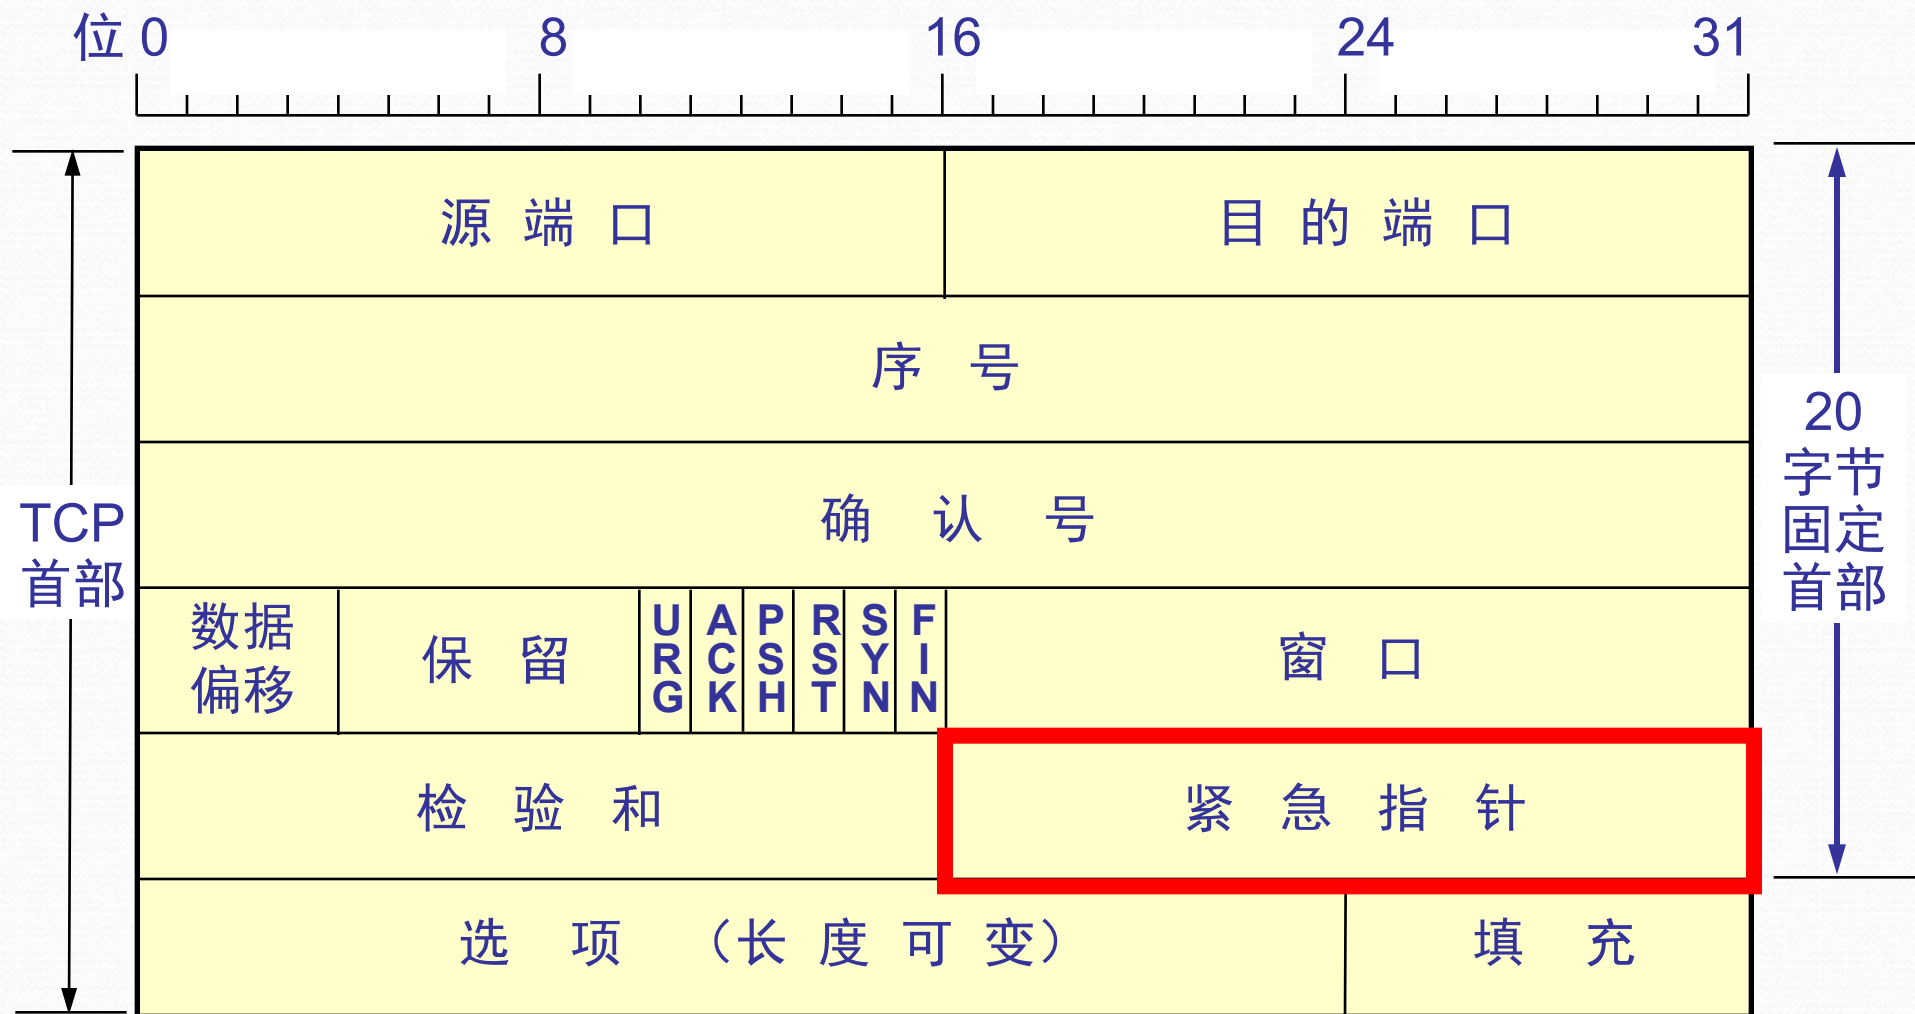 位 0 8 16 24 31
源端口 目的端口
序号
确认号
数据
偏移
保留
URG
ACK
PSH
RST
SYN
FIN
窗口
检验和 紧急指针
选项（长度可变） 填充
TCP
首部
20
字节
固定
首部